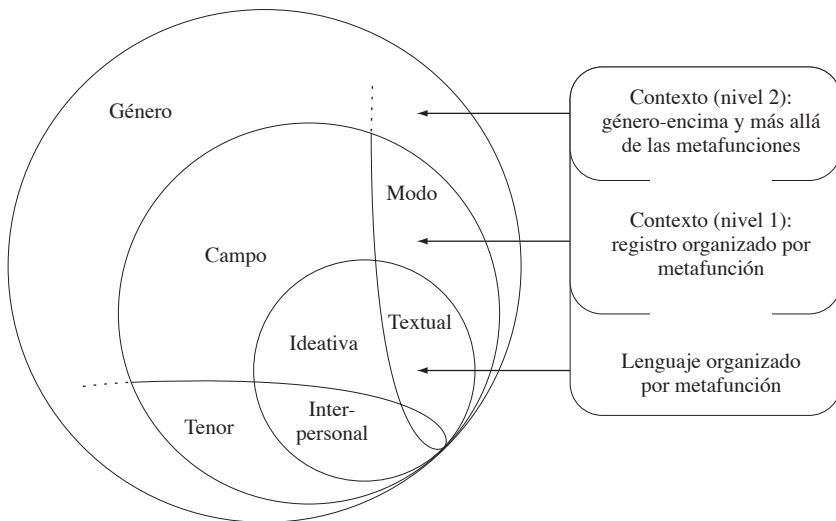 Género
Modo
Campo
Textual
Ideativa
Inter-
personal
Tenor
Contexto (nivel 2):
género-encima y más allá
de las metafunciones
Contexto (nivel 1):
registro organizado por
metafunción
Lenguaje organizado
por metafunción